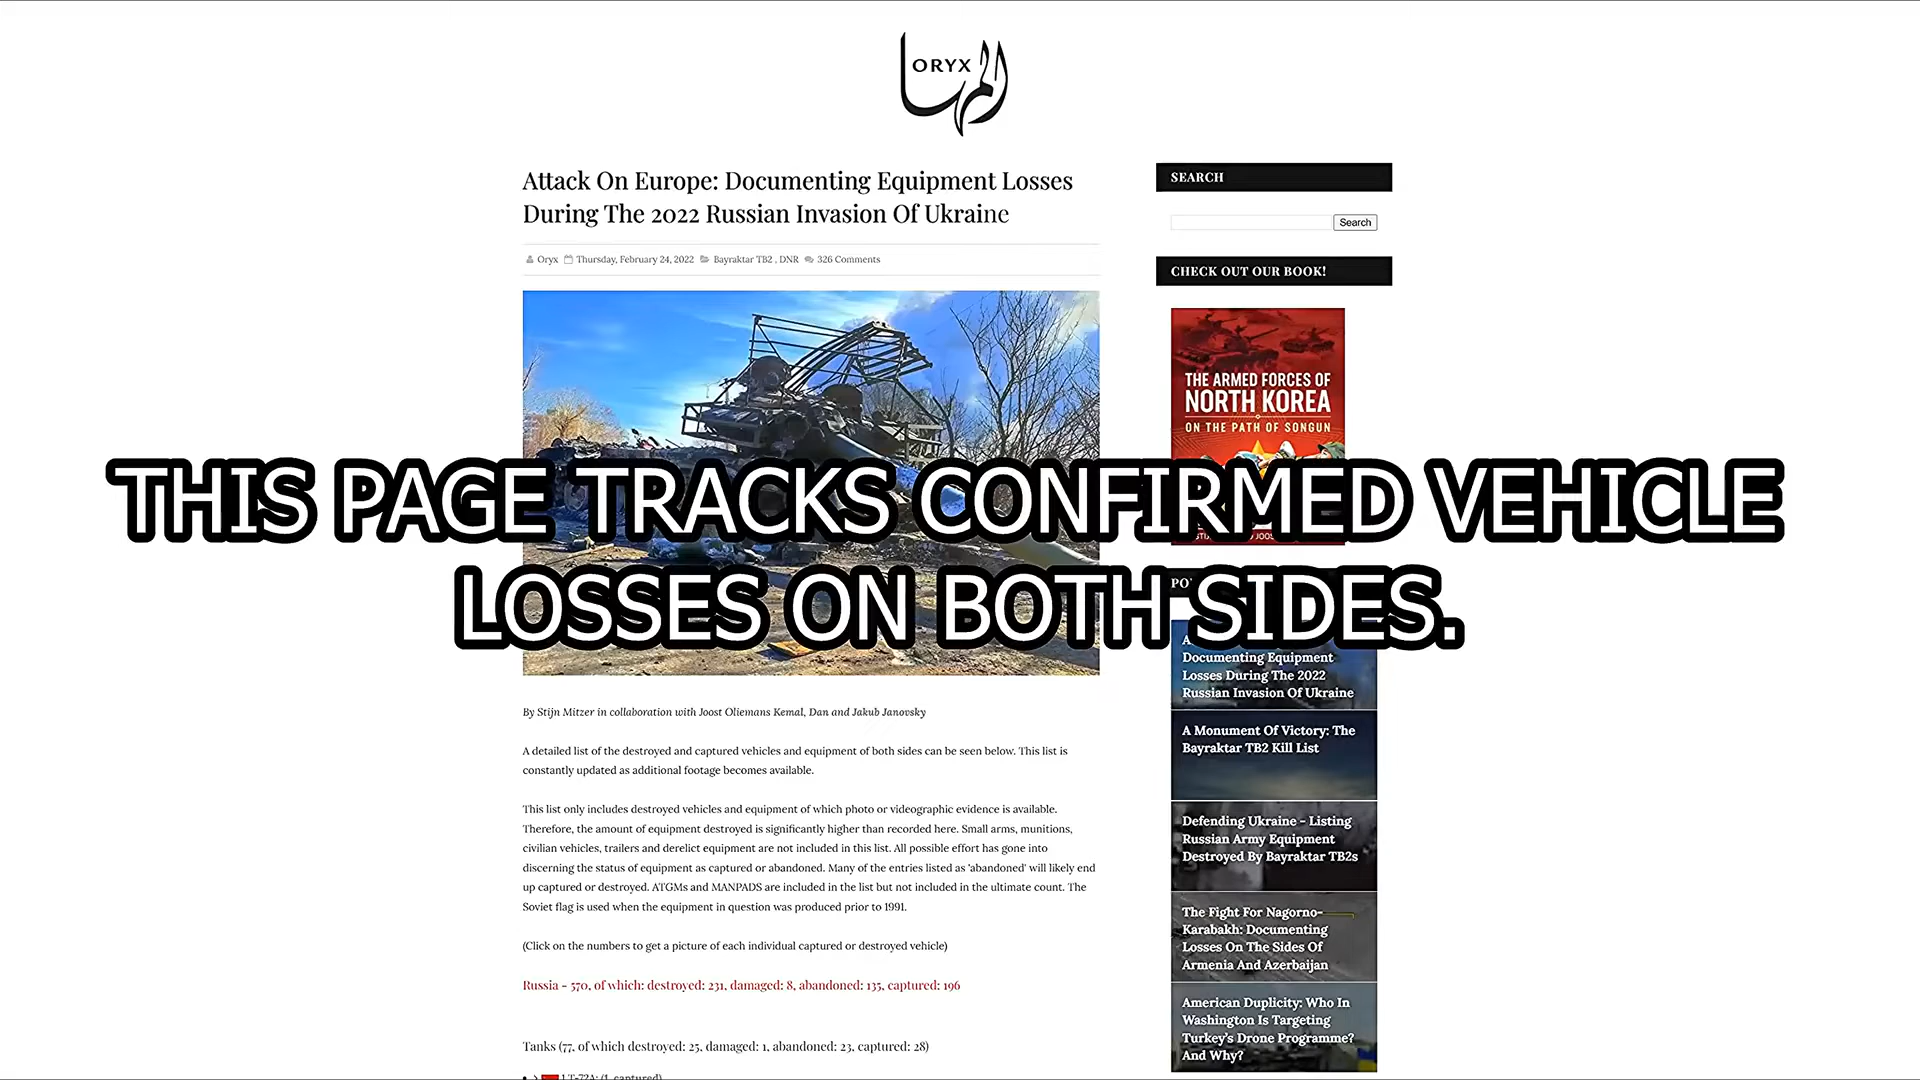 ORYX
المها
Attack On Europe: Documenting Equipment Losses
During The 2022 Russian Invasion Of Ukraine
Oryx Thursday, February 24, 2022 Bayraktar TB2 , DNR 326 Comments
SEARCH
Search
CHECK OUT OUR BOOK!
THE ARMED FORCES OF
NORTH KOREA
ON THE PATH OF SONGUN
THIS PAGE TRACKS CONFIRMED VEHICLE
LOSSES ON BOTH SIDES.
By Stijn Mitzer in collaboration with Joost Oliemans Kemal, Dan and Jakub Janovsky
A detailed list of the destroyed and captured vehicles and equipment of both sides can be seen below. This list is
constantly updated as additional footage becomes available.
This list only includes destroyed vehicles and equipment of which photo or videographic evidence is available.
Therefore, the amount of equipment destroyed is significantly higher than recorded here. Small arms, munitions,
civilian vehicles, trailers and derelict equipment are not included in this list. All possible effort has gone into
discerning the status of equipment as captured or abandoned. Many of the entries listed as 'abandoned' will likely end
up captured or destroyed. ATGMs and MANPADS are included in the list but not included in the ultimate count. The
Soviet flag is used when the equipment in question was produced prior to 1991.
(Click on the numbers to get a picture of each individual captured or destroyed vehicle)
Russia - 570, of which: destroyed: 231, damaged: 8, abandoned: 135, captured: 196
Tanks (77, of which destroyed: 25, damaged: 1, abandoned: 23, captured: 28)
1 T-72A: (1, captured)
Documenting Equipment
Losses During The 2022
Russian Invasion Of Ukraine
A Monument Of Victory: The
Bayraktar TB2 Kill List
Defending Ukraine - Listing
Russian Army Equipment
Destroyed By Bayraktar TB2s
The Fight For Nagorno-
Karabakh: Documenting
Losses On The Sides Of
Armenia And Azerbaijan
American Duplicity: Who In
Washington Is Targeting
Turkey's Drone Programme?
And Why?